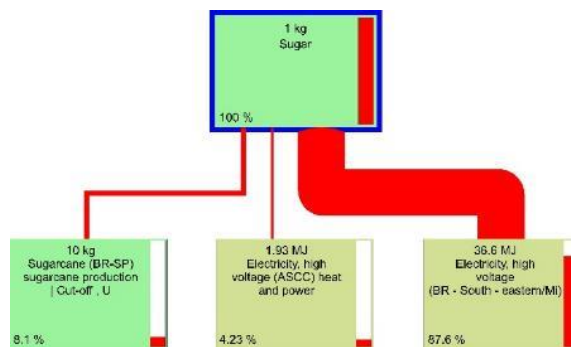 1 kg
Sugar
100 %
10 kg
Sugarcane (BR-SP)
sugarcane production
| Cut-off , U
8.1 %
1.93 MJ
Electricity, high
voltage (ASCC) heat
and power
4.23 %
36.6 MJ
Electricity, high
voltage
(BR - South - eastern/Mi)
87.6 %